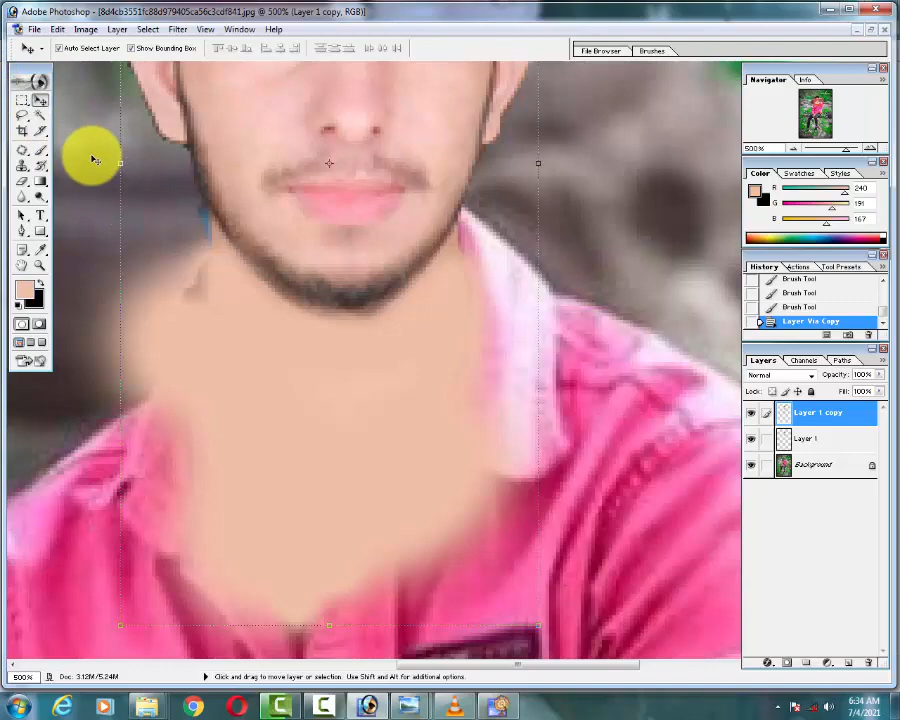 Adobe Photoshop - [8d4cb3551fc88d979405ca56c3cdf841.jpg @ 500% (Layer 1 copy, RGB)]
File Edit Image Layer Select Filter View Window Help
Auto Select Layer Show Bounding Box File Browser Brushes
Navigator Info
500%
Color Swatches Styles
R 240
G 191
B 167
History Actions Tool Presets
Brush Tool
Brush Tool
Brush Tool
Layer Via Copy
Layers Channels Paths
Normal Opacity: 100%
Lock: Fill: 100%
Layer 1 copy
Layer 1
Background
500% Doc: 3.12M/5.24M Click and drag to move layer or selection. Use Shift and Alt for additional options.
6:34 AM
7/4/2021